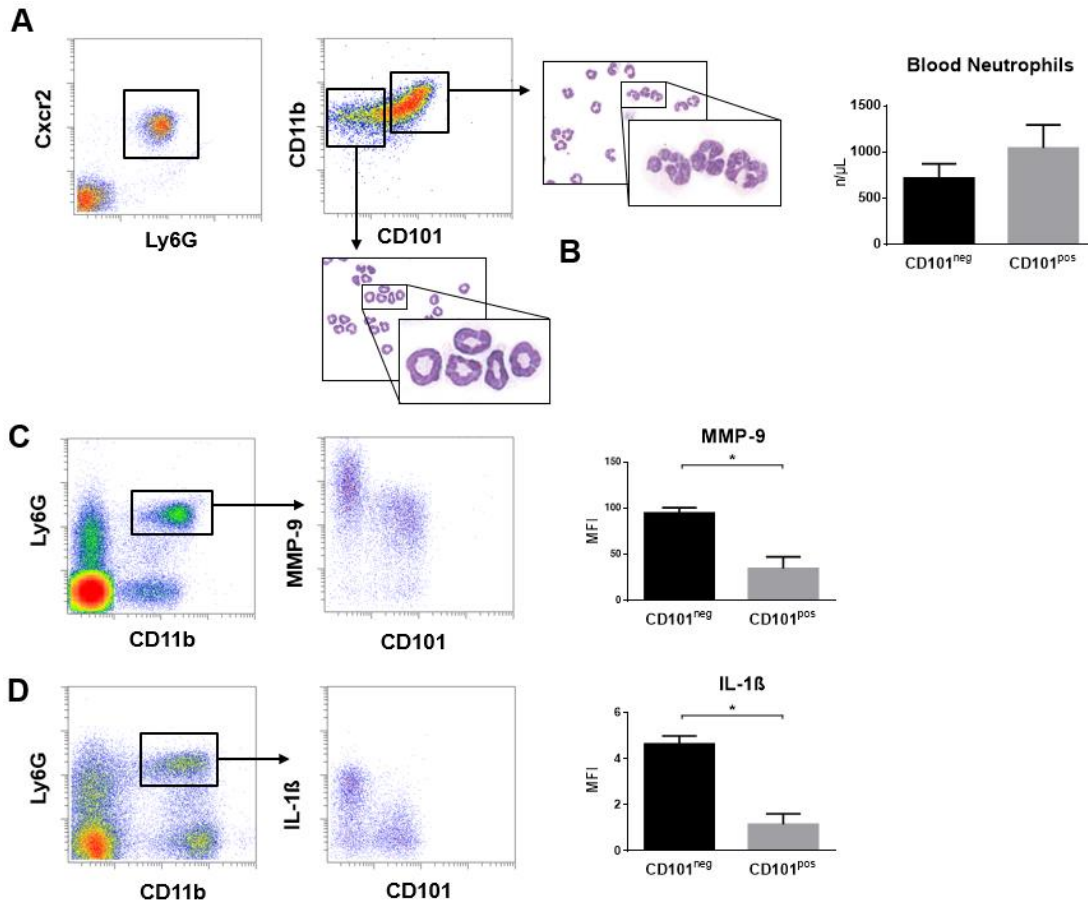 A
Cxcr2
Ly6G
CD11b
CD101
Blood Neutrophils
n/µL
1500
1000
500
0
CD101neg
CD101pos
B
C
Ly6G
CD11b
MMP-9
CD101
MMP-9
*
MFI
150
100
50
0
CD101neg
CD101pos
D
Ly6G
CD11b
IL-1ß
CD101
IL-1ß
*
MFI
6
4
2
0
CD101neg
CD101pos